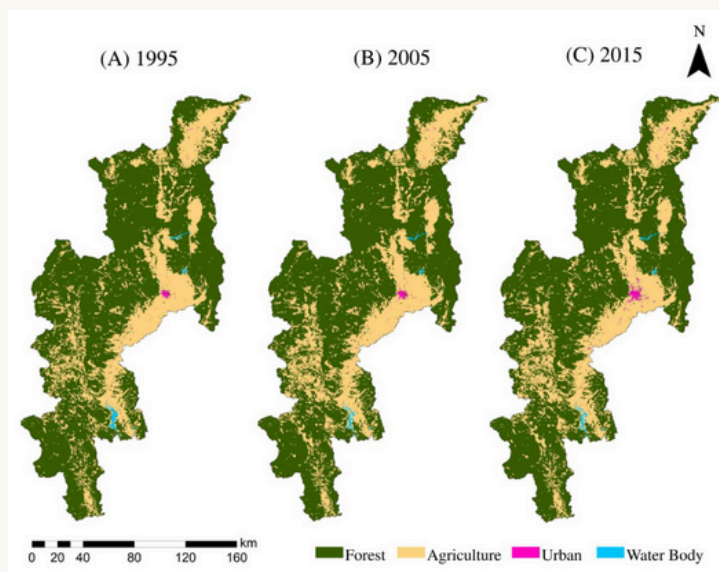 (A) 1995
(B) 2005
(C) 2015
N
0 20 40 80 120 160 km
Forest
Agriculture
Urban
Water Body